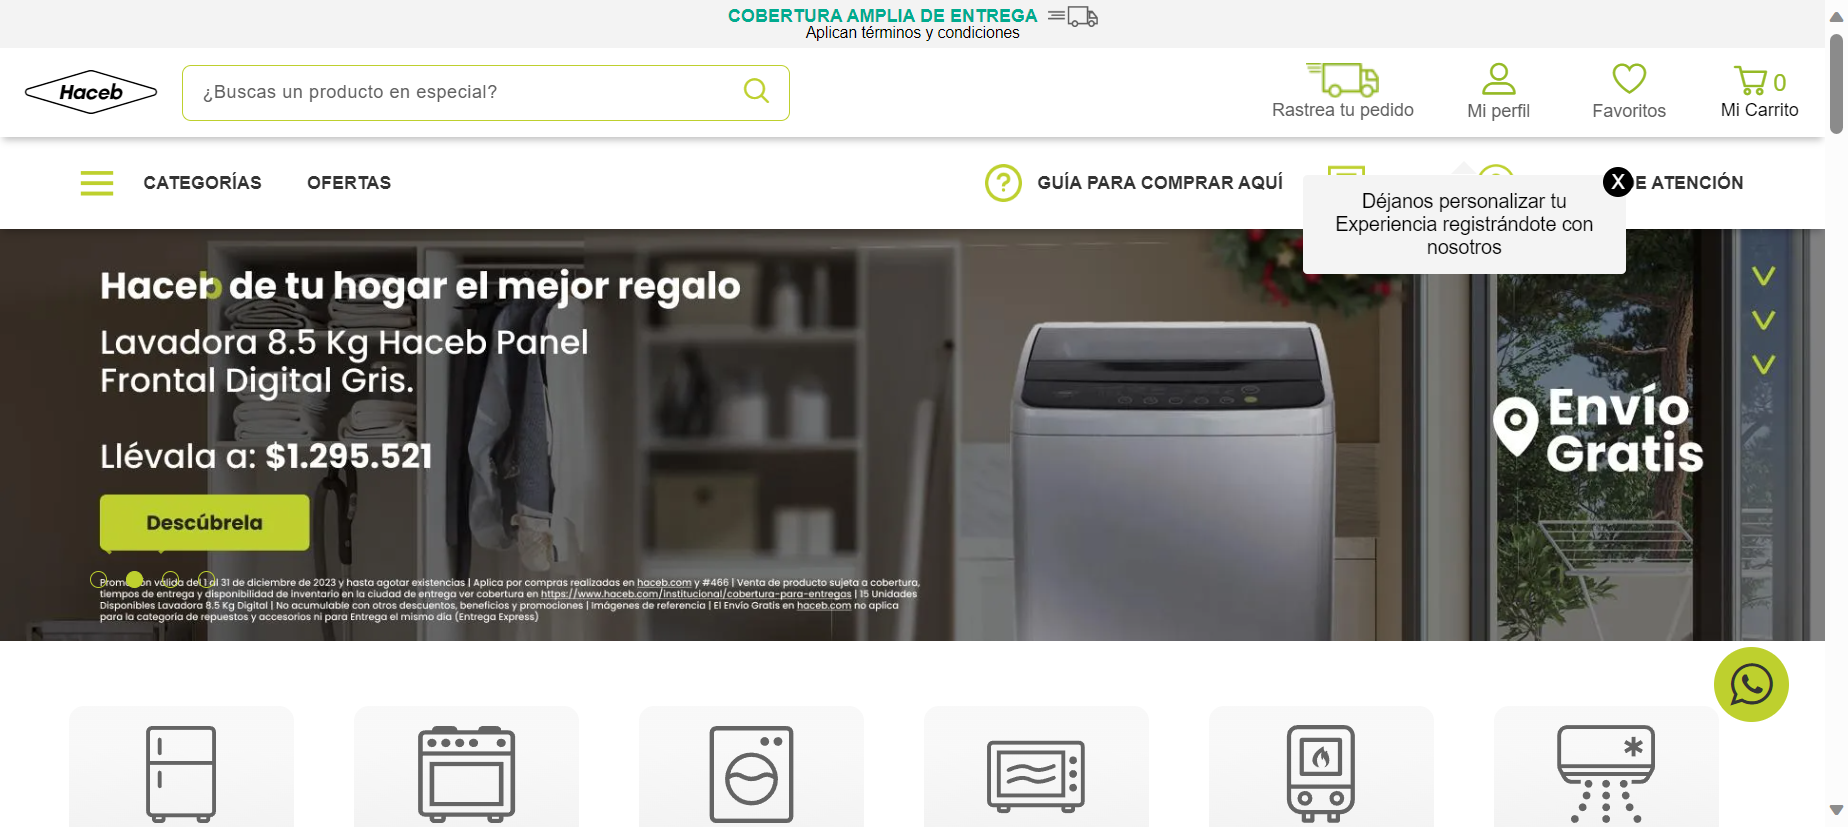 COBERTURA AMPLIA DE ENTREGA
Aplican términos y condiciones
Haceb
¿Buscas un producto en especial?
Rastrea tu pedido
Mi perfil
Favoritos
0
Mi Carrito
CATEGORÍAS
OFERTAS
GUÍA PARA COMPRAR AQUÍ
E ATENCIÓN
X
Déjanos personalizar tu
Experiencia registrándote con
nosotros
Haceb de tu hogar el mejor regalo
Lavadora 8.5 Kg Haceb Panel
Frontal Digital Gris.
Llévala a: $1.295.521
Descúbrela
Envío
Gratis
Promoción válida del 1 al 31 de diciembre de 2023 y hasta agotar existencias | Aplica por compras realizadas en haceb.com y #466 | Venta de producto sujeta a cobertura,
tiempos de entrega y disponibilidad de inventario en la ciudad de entrega ver cobertura en https://www.haceb.com/institucional/cobertura-para-entregas | 15 Unidades
Disponibles Lavadora 8.5 Kg Digital | No acumulable con otros descuentos, beneficios y promociones | Imágenes de referencia | El Envío Gratis en haceb.com no aplica
para la categoría de repuestos y accesorios ni para Entrega el mismo día (Entrega Express)